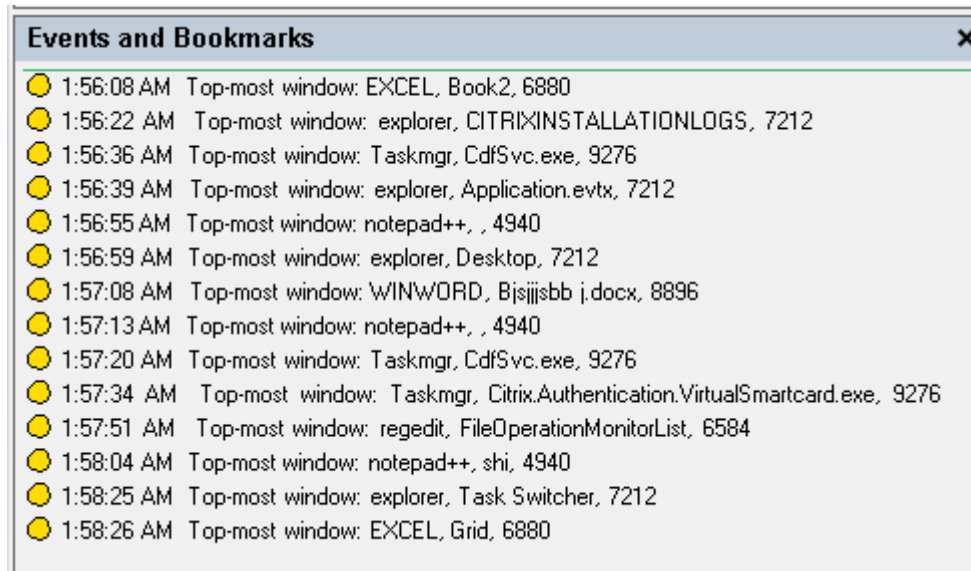 Events and Bookmarks
1:56:08 AM Top-most window: EXCEL, Book2, 6880
1:56:22 AM Top-most window: explorer, CITRIXINSTALLATIONLOGS, 7212
1:56:36 AM Top-most window: Taskmgr, CdfSvc.exe, 9276
1:56:39 AM Top-most window: explorer, Application.evtx, 7212
1:56:55 AM Top-most window: notepad++, , 4940
1:56:59 AM Top-most window: explorer, Desktop, 7212
1:57:08 AM Top-most window: WINWORD, Bjsjjjsbb j.docx, 8896
1:57:13 AM Top-most window: notepad++, , 4940
1:57:20 AM Top-most window: Taskmgr, CdfSvc.exe, 9276
1:57:34 AM Top-most window: Taskmgr, Citrix.Authentication.VirtualSmartcard.exe, 9276
1:57:51 AM Top-most window: regedit, FileOperationMonitorList, 6584
1:58:04 AM Top-most window: notepad++, shi, 4940
1:58:25 AM Top-most window: explorer, Task Switcher, 7212
1:58:26 AM Top-most window: EXCEL, Grid, 6880